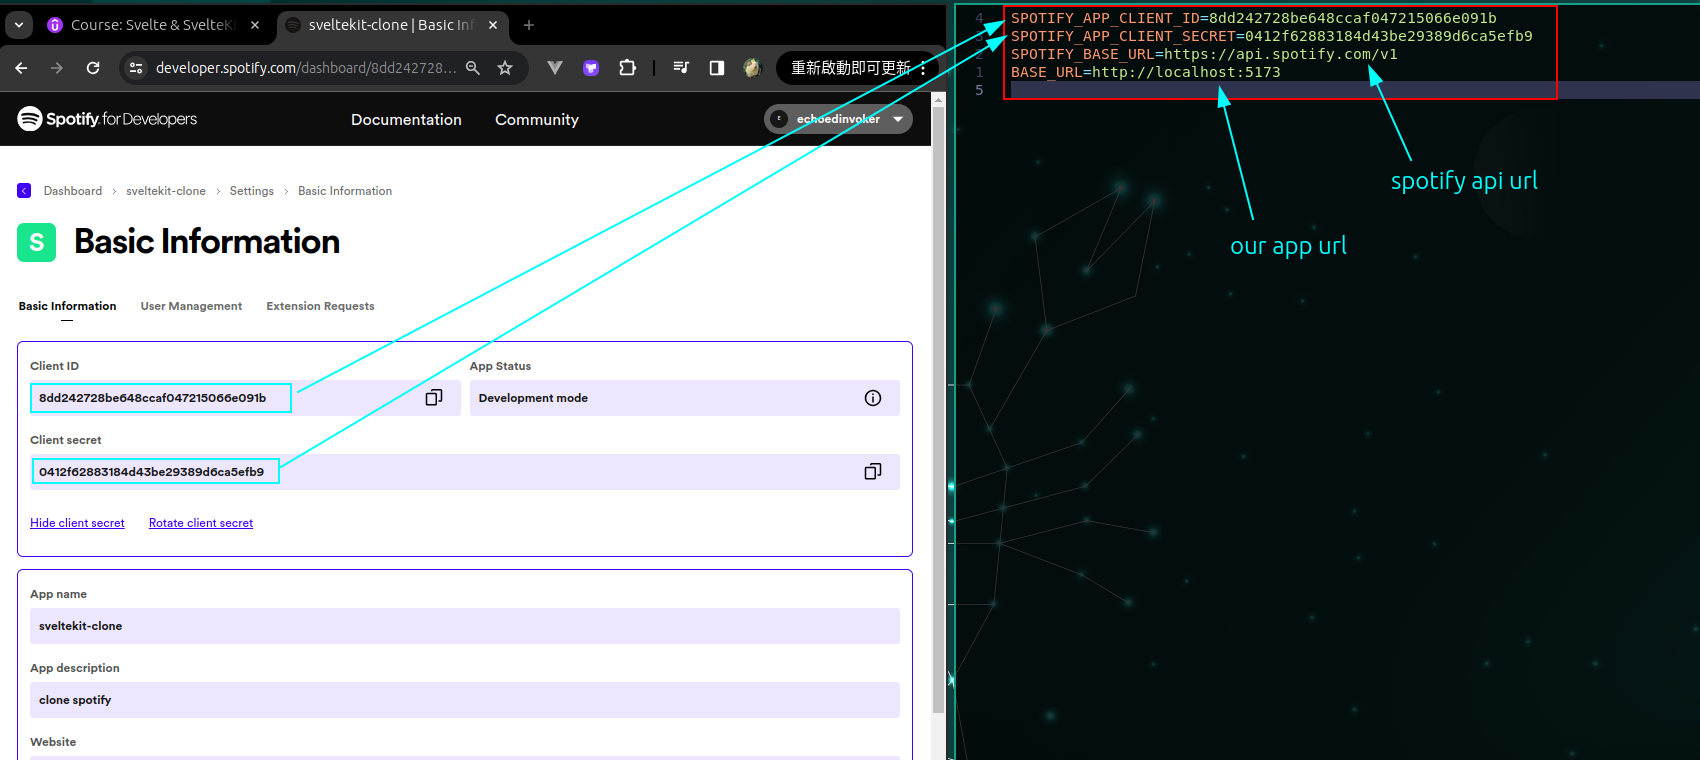 Course: Svelte & SvelteKi
sveltekit-clone | Basic Inf
developer.spotify.com/dashboard/8dd242728...
重新啟動即可更新
Spotify for Developers
Documentation
Community
echoedinvoker
Dashboard
sveltekit-clone
Settings
Basic Information
S
Basic Information
Basic Information
User Management
Extension Requests
Client ID
App Status
8dd242728be648ccaf047215066e091b
Development mode
Client secret
0412f62883184d43be29389d6ca5efb9
Hide client secret
Rotate client secret
App name
sveltekit-clone
App description
clone spotify
Website
4 SPOTIFY_APP_CLIENT_ID=8dd242728be648ccaf047215066e091b
3 SPOTIFY_APP_CLIENT_SECRET=0412f62883184d43be29389d6ca5efb9
2 SPOTIFY_BASE_URL=https://api.spotify.com/v1
1 BASE_URL=http://localhost:5173
5
spotify api url
our app url